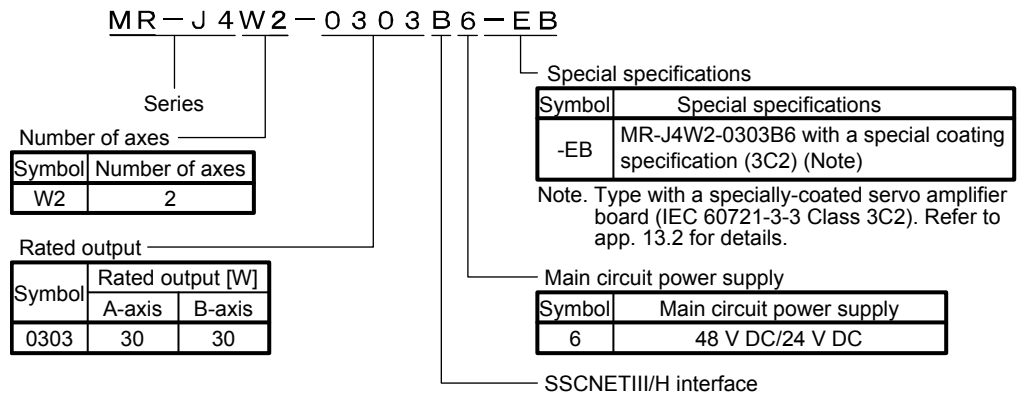 MR-J4W2-0303B6-EB
Series
Number of axes
Symbol Number of axes
W2 2
Rated output
Symbol Rated output [W]
A-axis B-axis
0303 30 30
Special specifications
Symbol Special specifications
-EB MR-J4W2-0303B6 with a special coating
specification (3C2) (Note)
Note. Type with a specially-coated servo amplifier
board (IEC 60721-3-3 Class 3C2). Refer to
app. 13.2 for details.
Main circuit power supply
Symbol Main circuit power supply
6 48 V DC/24 V DC
SSCNETIII/H interface